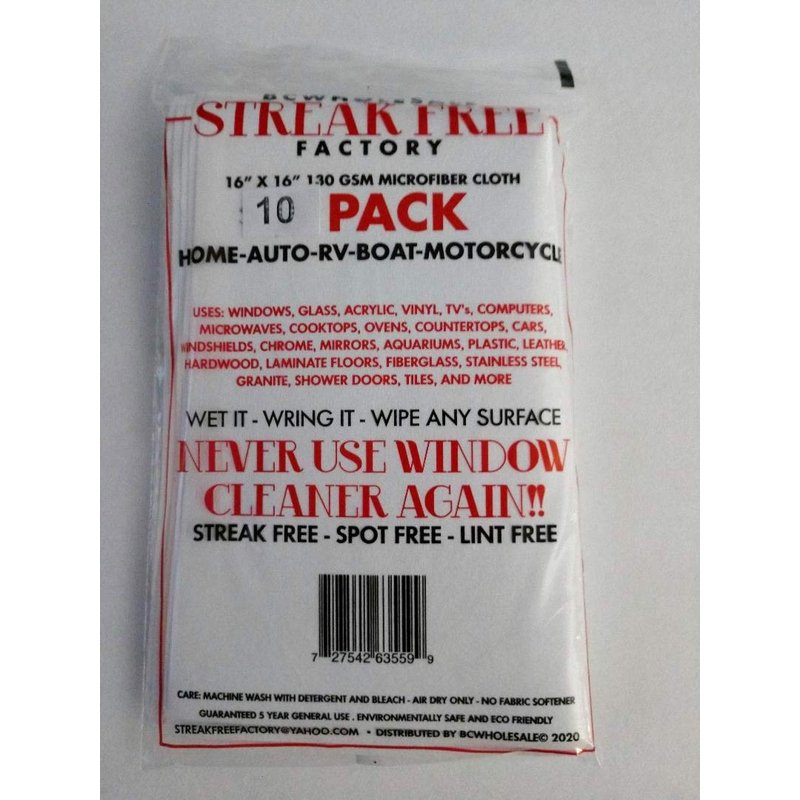 BCWHOLESALE
STREAK FREE
FACTORY
16" X 16" 130 GSM MICROFIBER CLOTH
10 PACK
HOME-AUTO-RV-BOAT-MOTORCYCLE
USES: WINDOWS, GLASS, ACRYLIC, VINYL, TV's, COMPUTERS,
MICROWAVES, COOKTOPS, OVENS, COUNTERTOPS, CARS,
WINDSHIELDS, CHROME, MIRRORS, AQUARIUMS, PLASTIC, LEATHER,
HARDWOOD, LAMINATE FLOORS, FIBERGLASS, STAINLESS STEEL,
GRANITE, SHOWER DOORS, TILES, AND MORE
WET IT - WRING IT - WIPE ANY SURFACE
NEVER USE WINDOW
CLEANER AGAIN!!
STREAK FREE - SPOT FREE - LINT FREE
7 27542 63559 9
CARE: MACHINE WASH WITH DETERGENT AND BLEACH - AIR DRY ONLY - NO FABRIC SOFTENER
GUARANTEED 5 YEAR GENERAL USE . ENVIRONMENTALLY SAFE AND ECO FRIENDLY
STREAKFREEFACTORY@YAHOO.COM • DISTRIBUTED BY BCWHOLESALE© 2020